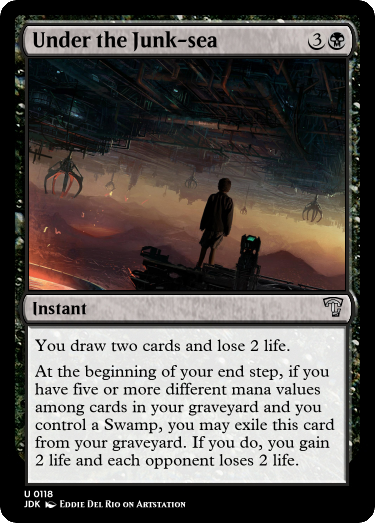 Under the Junk-sea 3
Instant
You draw two cards and lose 2 life.
At the beginning of your end step, if you
have five or more different mana values
among cards in your graveyard and you
control a Swamp, you may exile this card
from your graveyard. If you do, you gain
2 life and each opponent loses 2 life.
U 0118
JDK Eddie Del Rio on Artstation